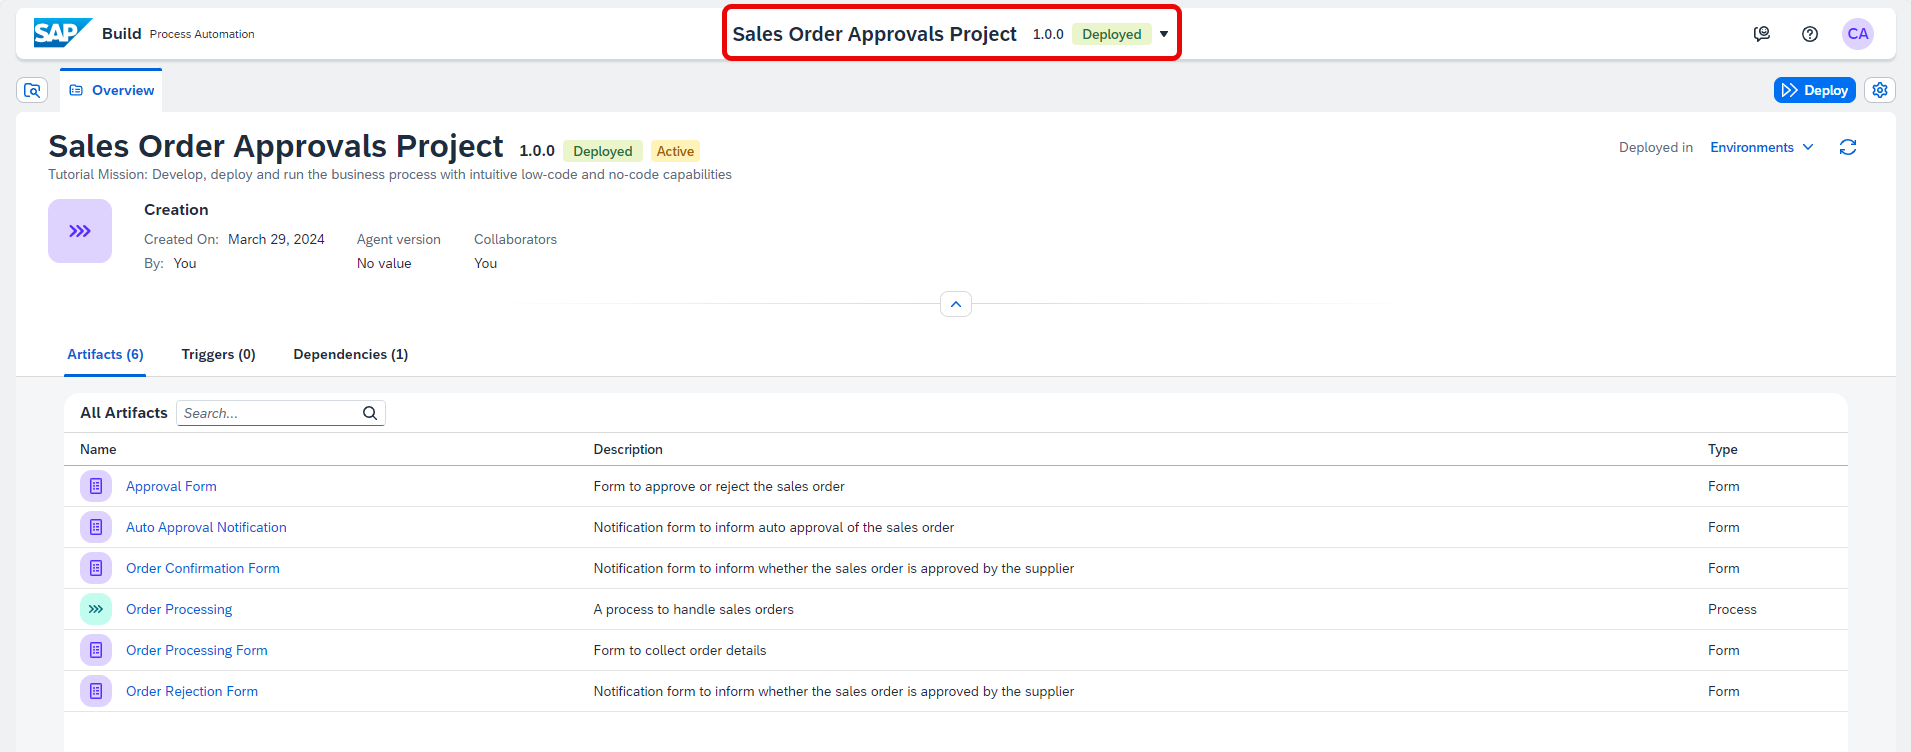 SAP Build Process Automation Sales Order Approvals Project 1.0.0 Deployed CA
Overview Deploy
Sales Order Approvals Project 1.0.0 Deployed Active Deployed in Environments
Tutorial Mission: Develop, deploy and run the business process with intuitive low-code and no-code capabilities
Creation
Created On: March 29, 2024 Agent version Collaborators
By: You No value You
Artifacts (6) Triggers (0) Dependencies (1)
All Artifacts Search...
Name Description Type
Approval Form Form to approve or reject the sales order Form
Auto Approval Notification Notification form to inform auto approval of the sales order Form
Order Confirmation Form Notification form to inform whether the sales order is approved by the supplier Form
Order Processing A process to handle sales orders Process
Order Processing Form Form to collect order details Form
Order Rejection Form Notification form to inform whether the sales order is approved by the supplier Form